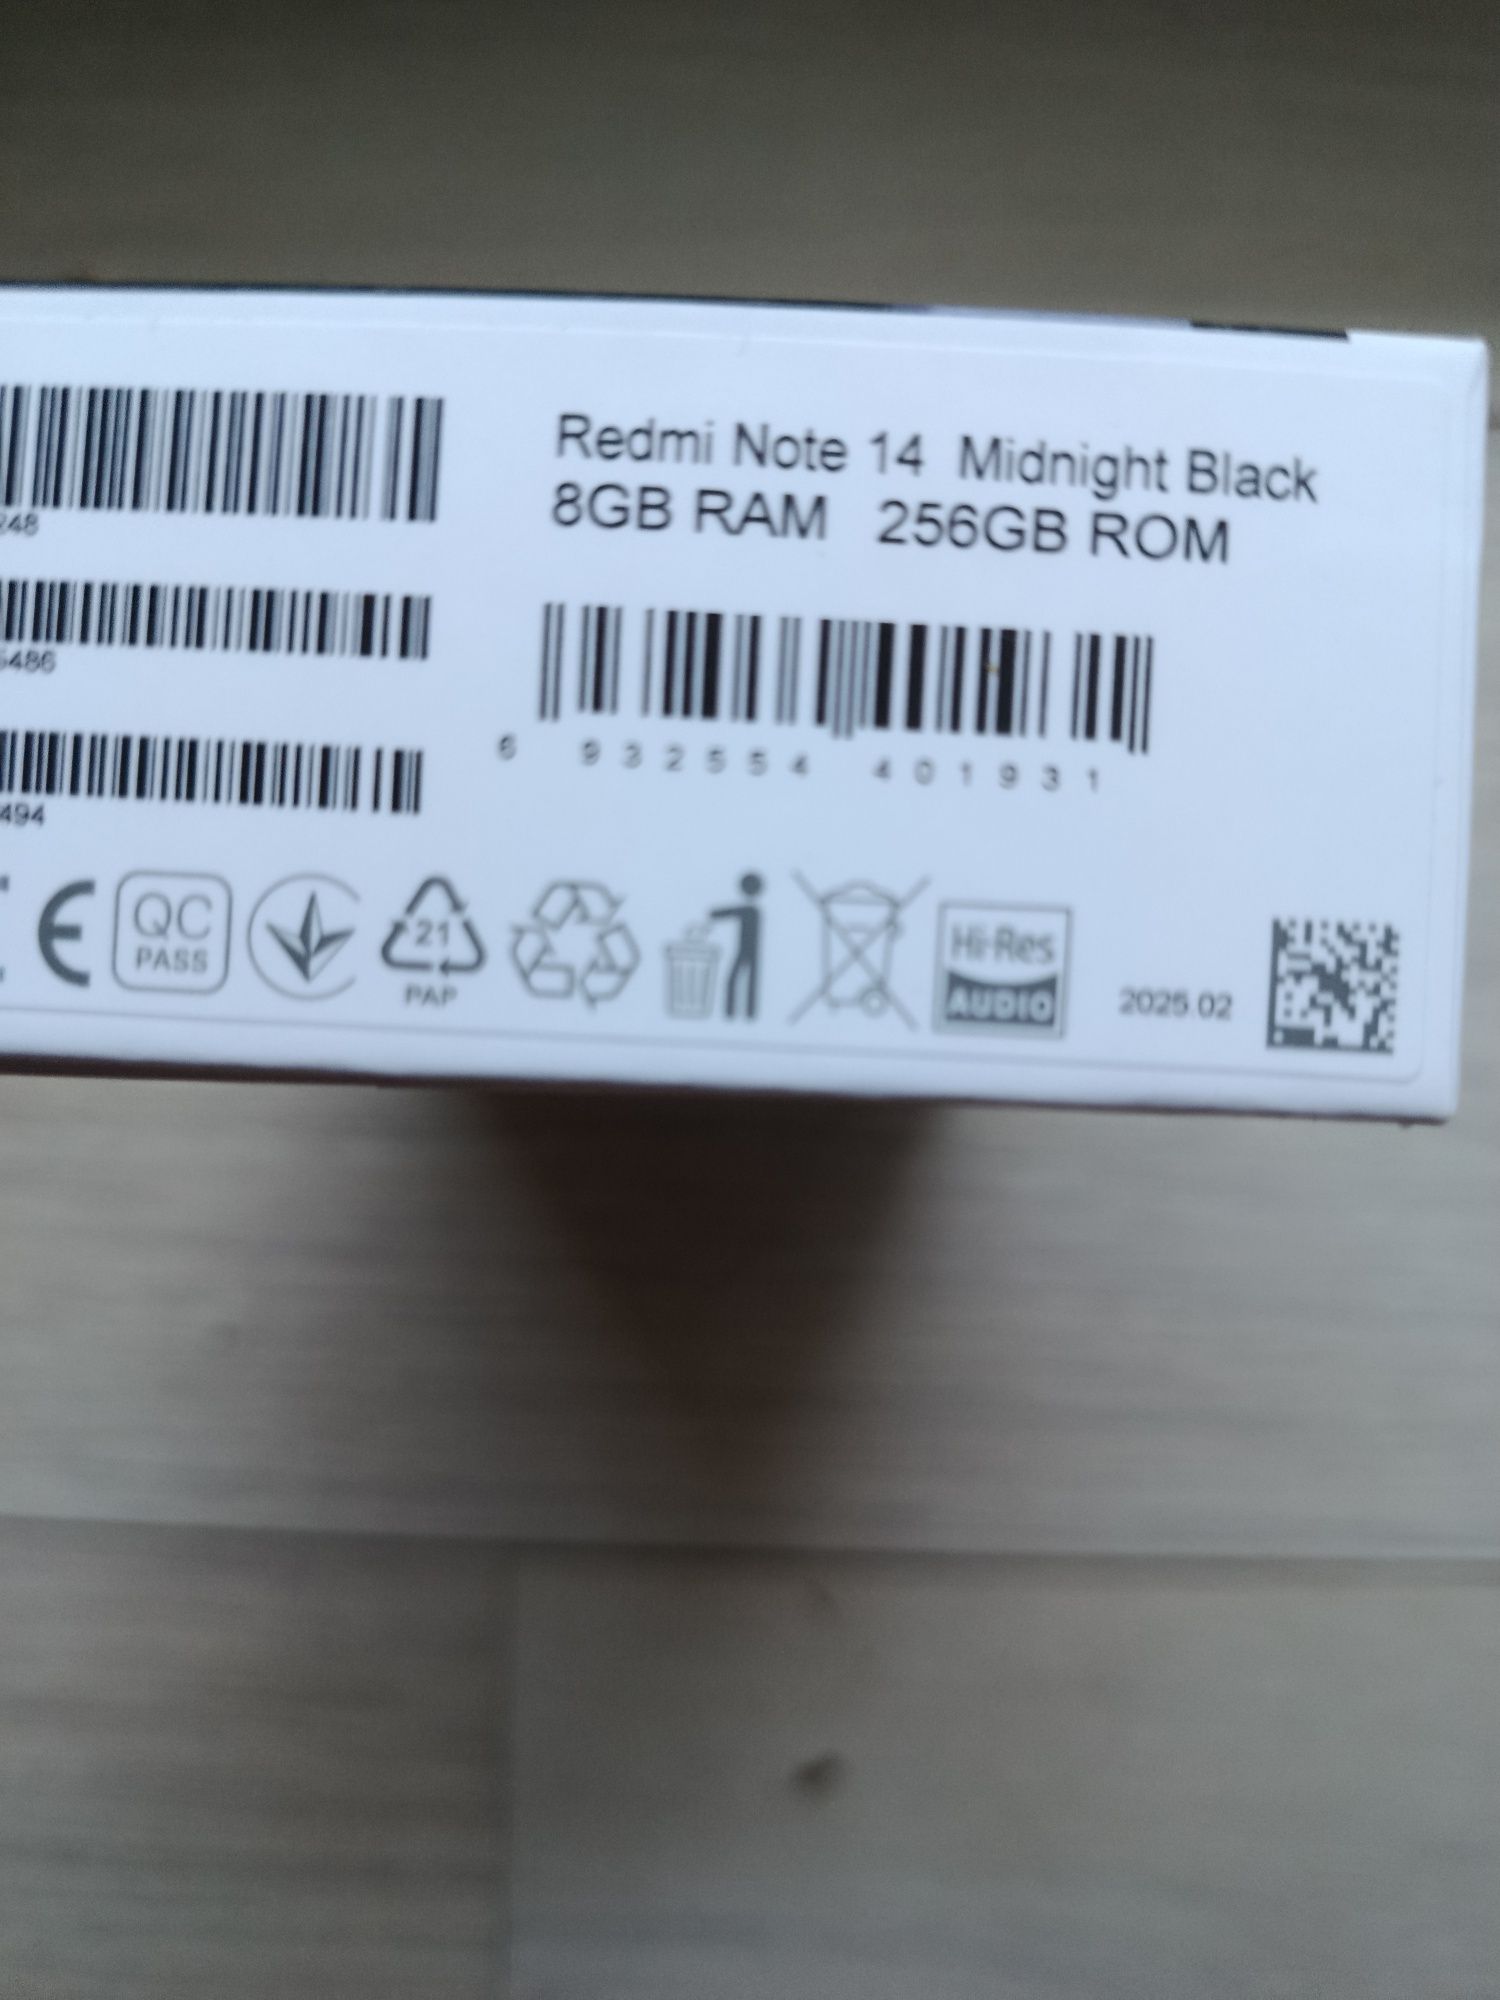 Redmi Note 14 Midnight Black
8GB RAM 256GB ROM
248
5486
494
6 932554 401931
CE
QC
PASS
21
PAP
Hi-Res
AUDIO
2025.02